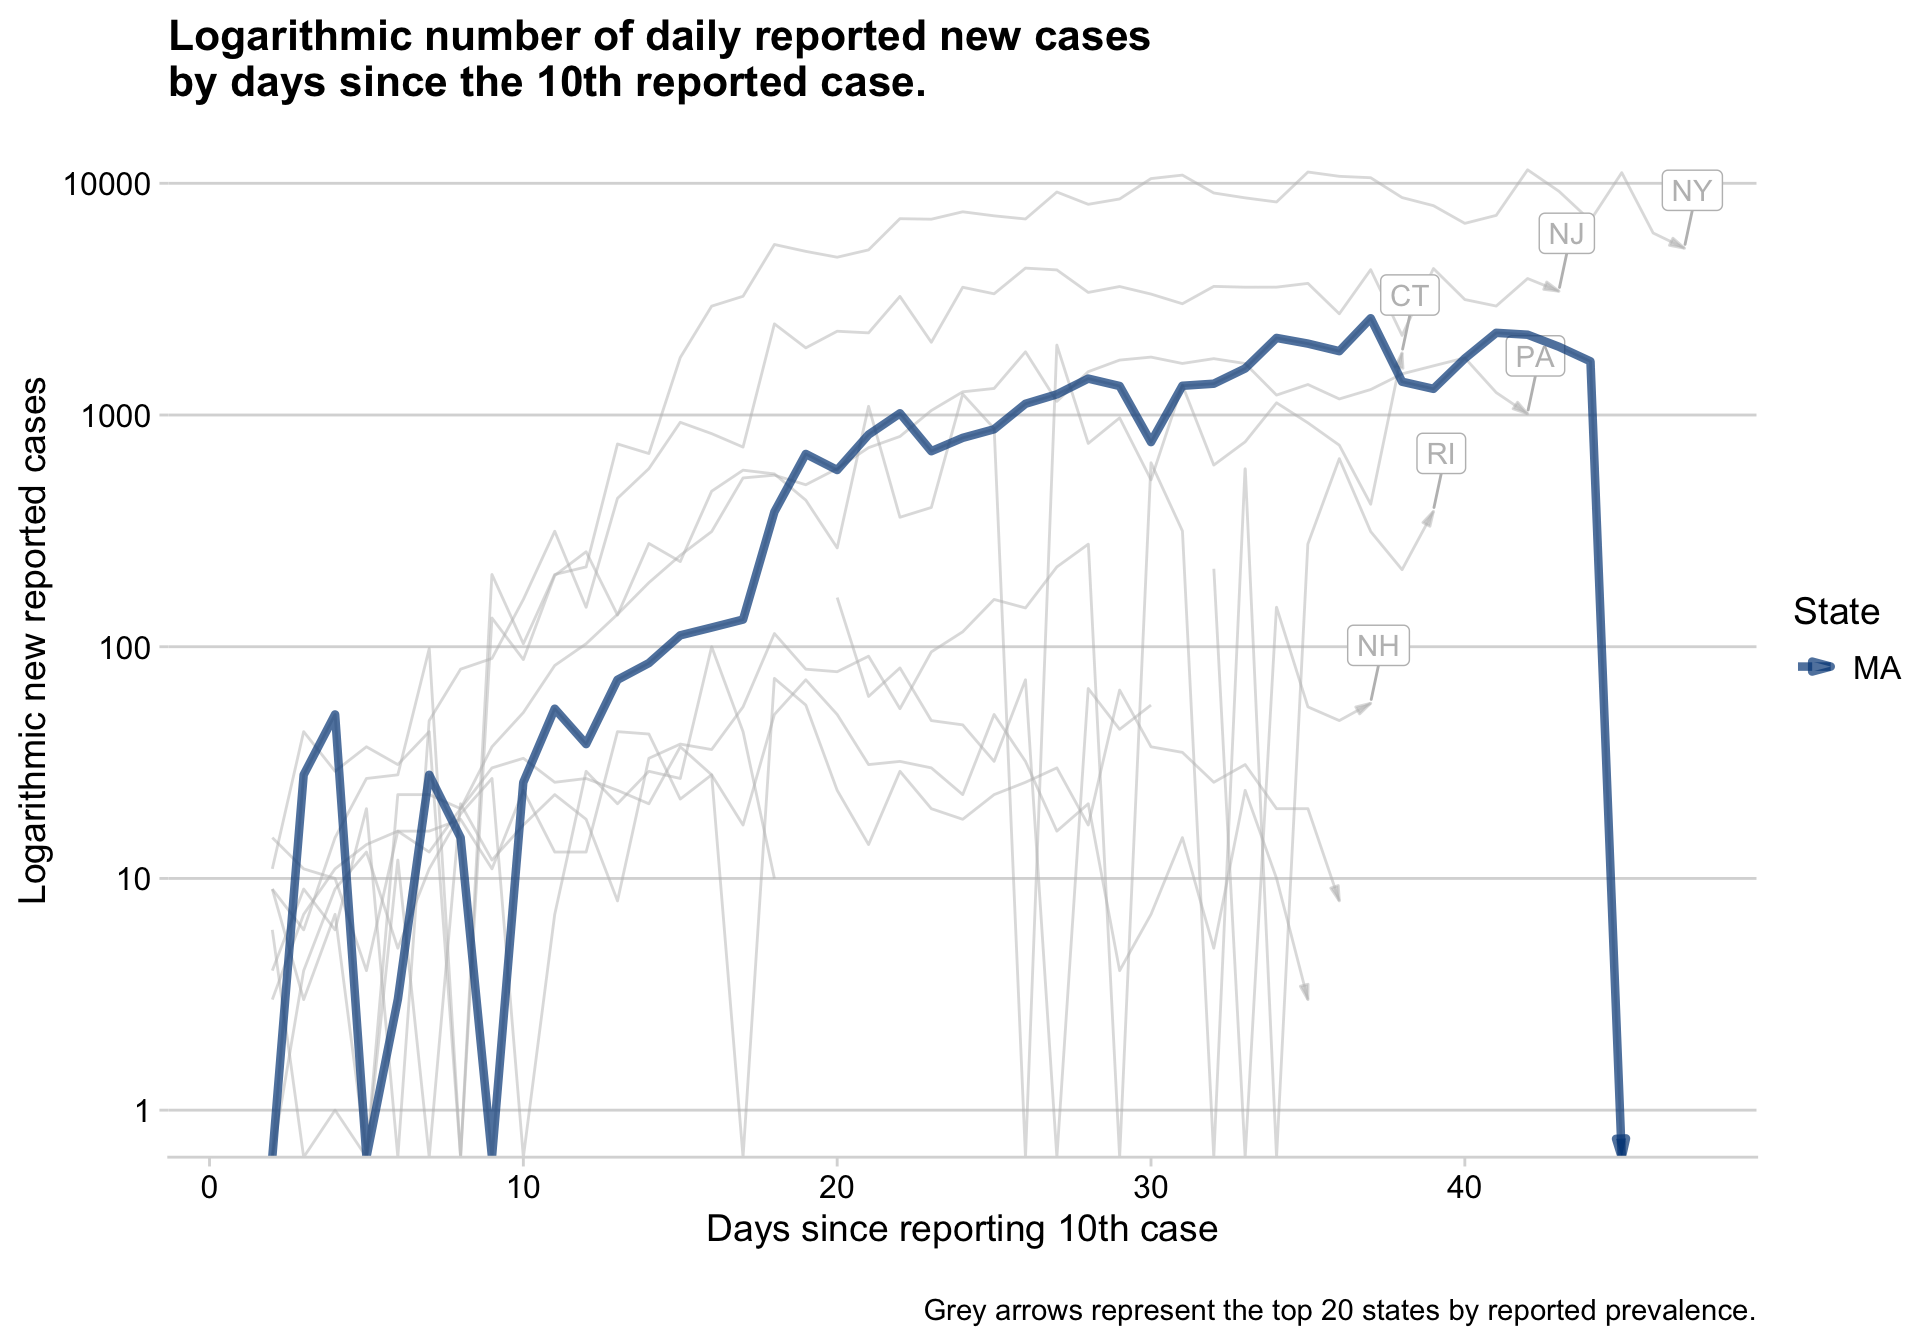 Logarithmic number of daily reported new cases
by days since the 10th reported case.
10000
1000
100
10
1
Logarithmic new reported cases
NY
NJ
CT
PA
RI
NH
State
MA
0
10
20
30
40
Days since reporting 10th case
Grey arrows represent the top 20 states by reported prevalence.